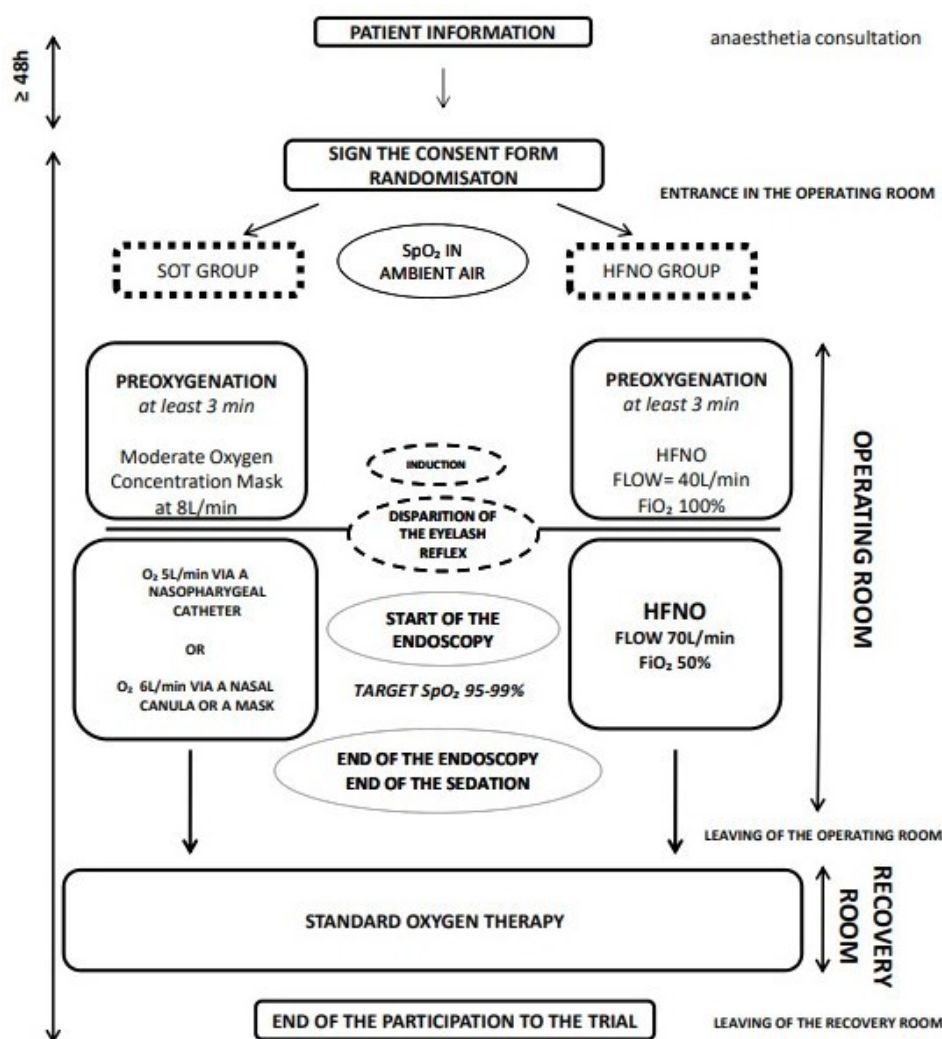 PATIENT INFORMATION
anaesthetia consultation
≥ 48h
SIGN THE CONSENT FORM
RANDOMISATON
ENTRANCE IN THE OPERATING ROOM
SOT GROUP
SpO₂ IN
AMBIENT AIR
HFNO GROUP
PREOXYGENATION
at least 3 min
Moderate Oxygen
Concentration Mask
at 8L/min
INDUCTION
PREOXYGENATION
at least 3 min
HFNO
FLOW= 40L/min
FiO₂ 100%
DISPARITION OF
THE EYELASH
REFLEX
OPERATING ROOM
O₂ 5L/min VIA A
NASOPHARYGEAL
CATHETER
OR
O₂ 6L/min VIA A NASAL
CANULA OR A MASK
START OF THE
ENDOSCOPY
TARGET SpO₂ 95-99%
HFNO
FLOW 70L/min
FiO₂ 50%
END OF THE ENDOSCOPY
END OF THE SEDATION
LEAVING OF THE OPERATING ROOM
STANDARD OXYGEN THERAPY
RECOVERY
ROOM
END OF THE PARTICIPATION TO THE TRIAL
LEAVING OF THE RECOVERY ROOM